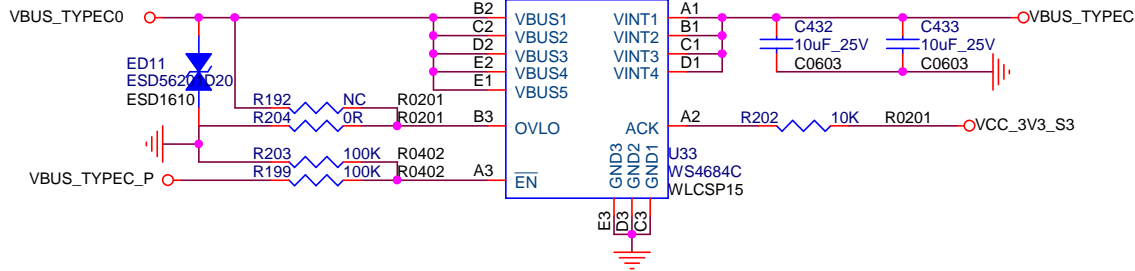 VBUS_TYPEC0
B2
C2
D2
E2
E1
VBUS1
VBUS2
VBUS3
VBUS4
VBUS5
VINT1
VINT2
VINT3
VINT4
A1
B1
C1
D1
VBUS_TYPEC
C432
10uF_25V
C0603
C433
10uF_25V
C0603
ED11
ESD1610
R192 NC R0201
R204 0R R0201
B3
OVLO
ACK
A2
R202 10K R0201
VCC_3V3_S3
R203 100K R0402
R199 100K R0402
VBUS_TYPEC_P
A3
EN
GND3
GND2
GND1
U33
WS4684C
WLCSP15
E3
D3
C3